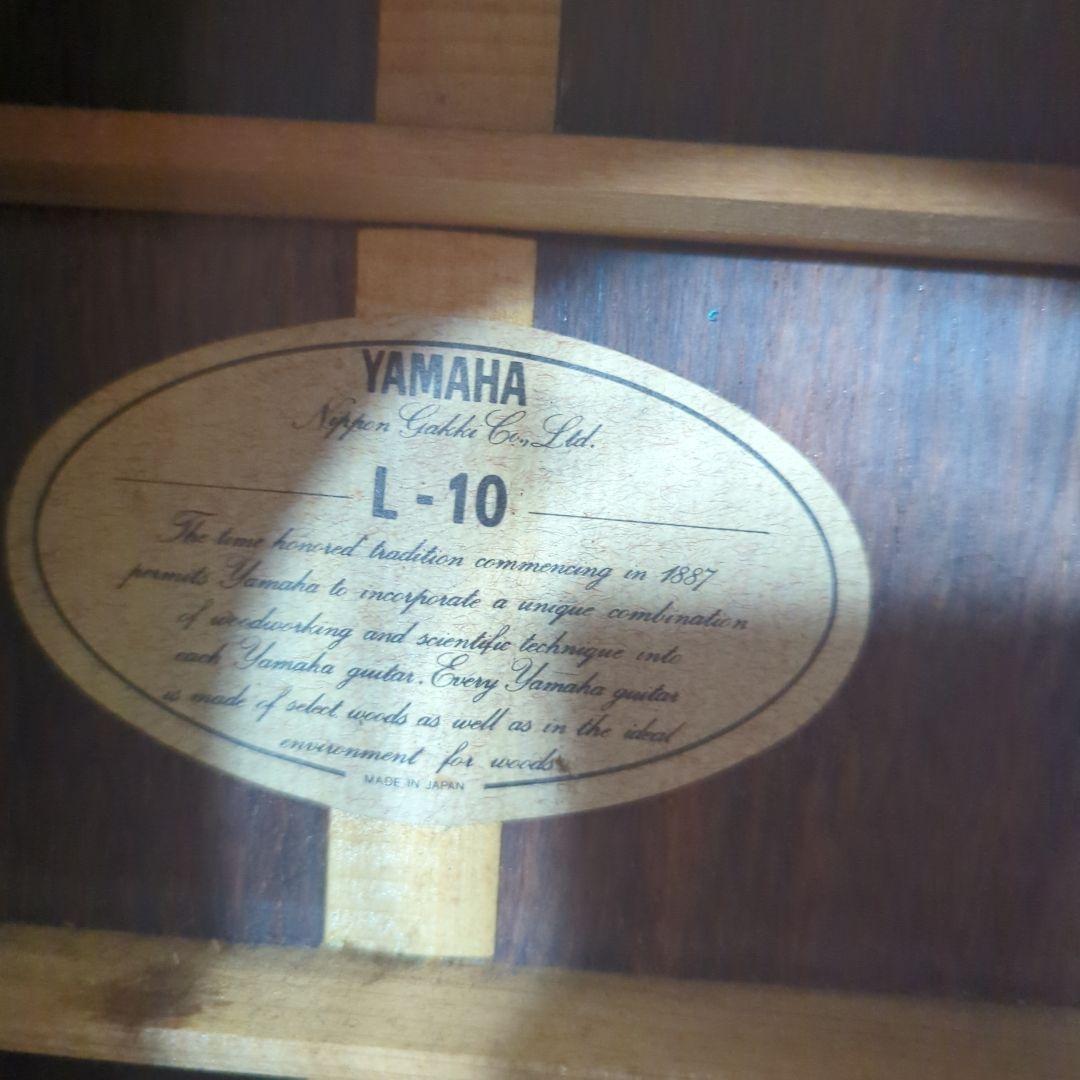 YAMAHA
Nippon Gakki Co., Ltd.
L-10
The time honored tradition commencing in 1887
permits Yamaha to incorporate a unique combination
of woodworking and scientific technique into
each Yamaha guitar. Every Yamaha guitar
is made of select woods as well as in the ideal
environment for woods
MADE IN JAPAN